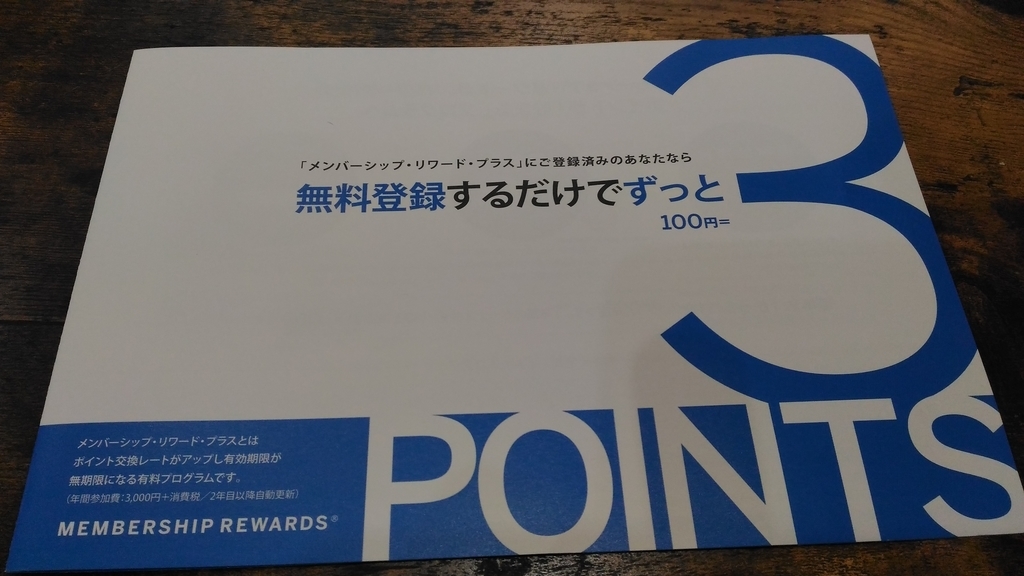 「メンバーシップ・リワード・プラス」にご登録済みのあなたなら
無料登録するだけでずっと
100円=
3
POINTS
メンバーシップ・リワード・プラスとは
ポイント交換レートがアップし有効期限が
無期限になる有料プログラムです。
(年間参加費:3,000円+消費税/2年目以降自動更新)
MEMBERSHIP REWARDS®